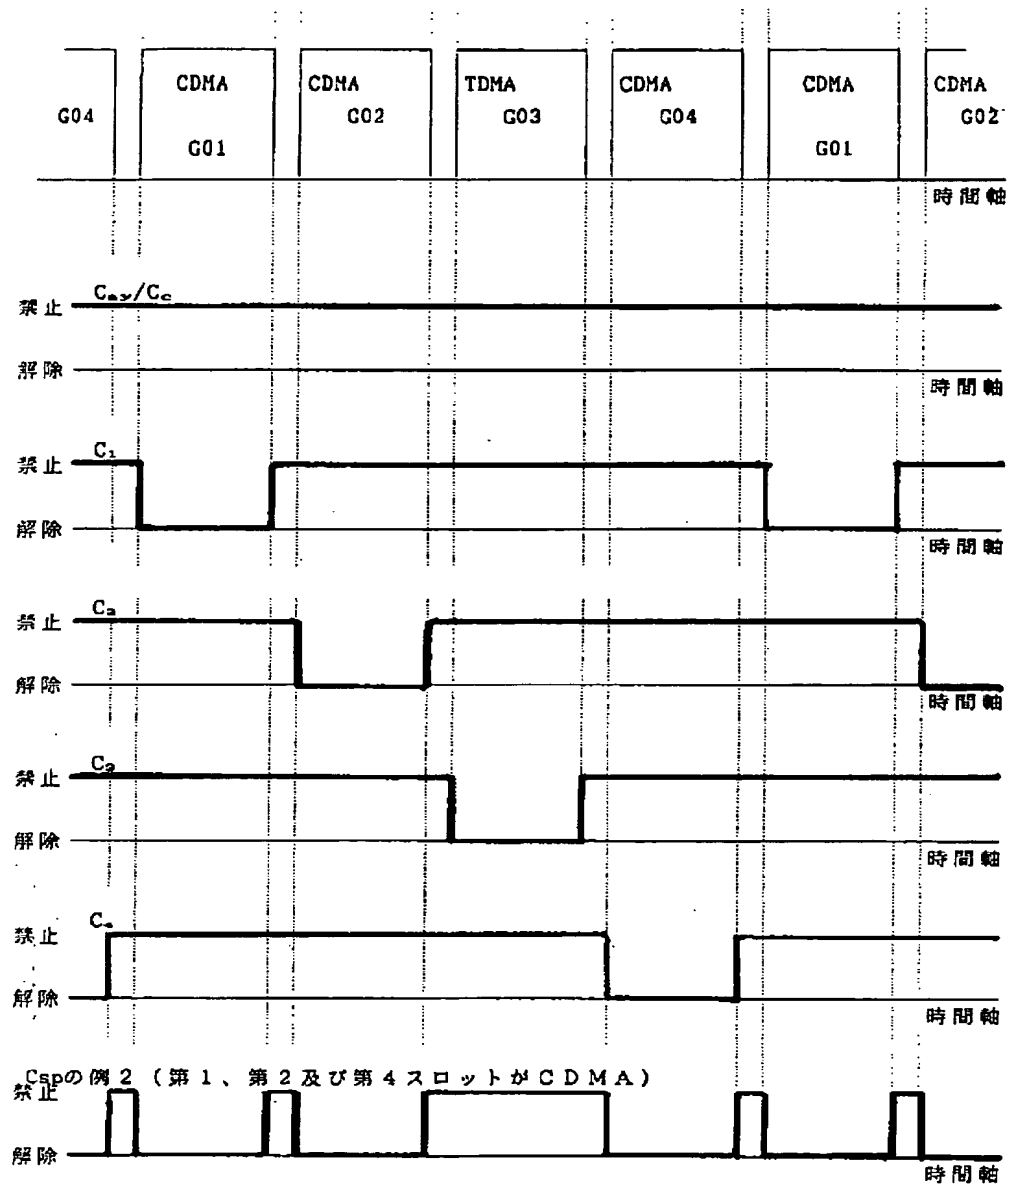 CDMA CDMA TDMA CDMA CDMA CDMA
G04 G02 G03 G04 G02
G01 G01
時間軸
禁止
解除
時間軸
C₁
禁止
解除
時間軸
C₂
禁止
解除
時間軸
C₃
禁止
解除
時間軸
C₄
禁止
解除
時間軸
Cspの例2（第1、第2及び第4スロットがCDMA）
禁止
解除
時間軸